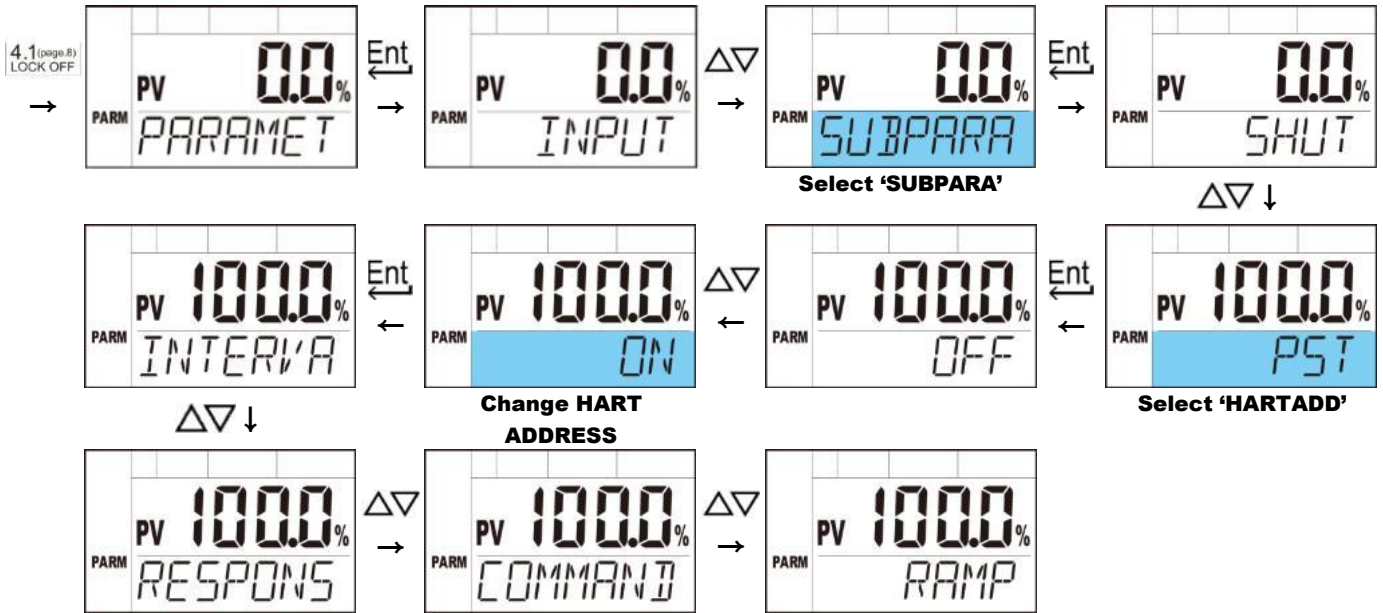 4.1(page.8)
LOCK OFF
→
PV 0.0%
PARM
PARAMET
Ent
→
PV 0.0%
PARM
INPUT
△▽
→
PV 0.0%
PARM
SUBPARA
Select ‘SUBPARA’
Ent
→
PV 0.0%
PARM
SHUT
△▽ ↓
PV 100.0%
PARM
PST
Select ‘HARTADD’
Ent
←
PV 100.0%
PARM
OFF
△▽
←
PV 100.0%
PARM
ON
Change HART
ADDRESS
Ent
←
PV 100.0%
PARM
INTERVA
△▽ ↓
PV 100.0%
PARM
RESPONS
△▽
→
PV 100.0%
PARM
COMMAND
△▽
→
PV 100.0%
PARM
RAMP